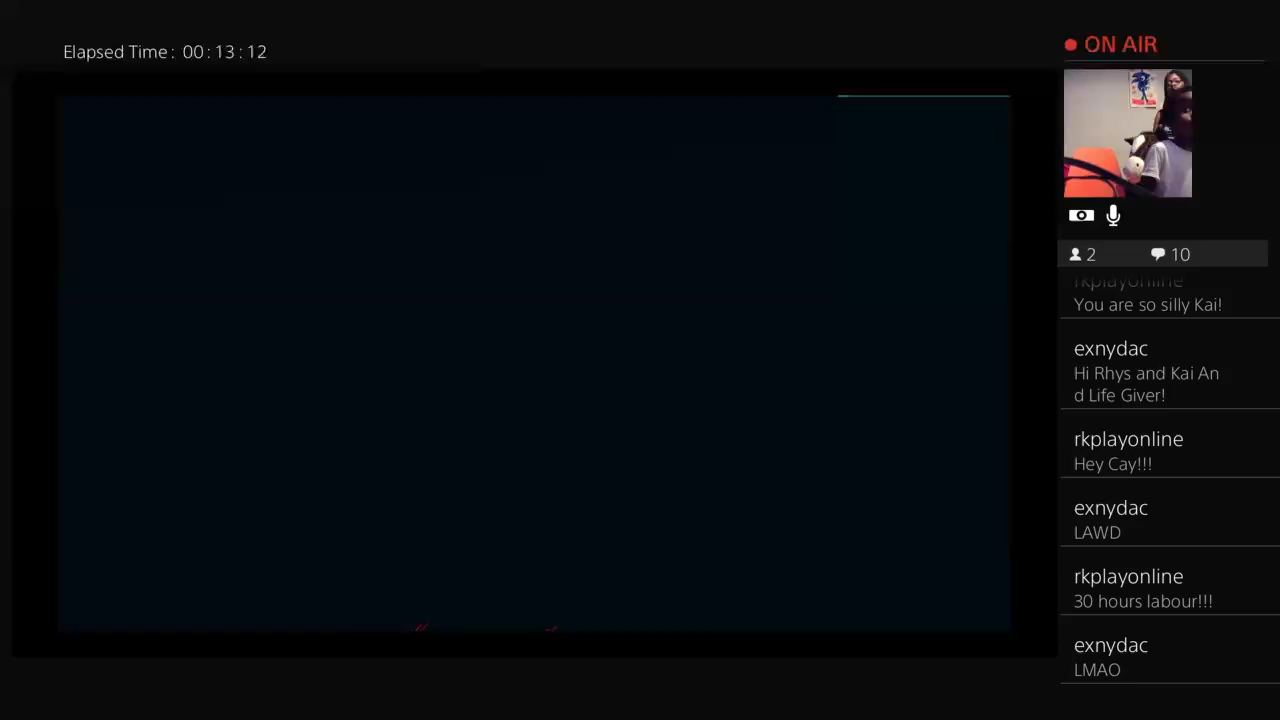 Elapsed Time: 00:13:12
ON AIR
2
10
rkplayonline
You are so silly Kai!
exnydac
Hi Rhys and Kai An
d Life Giver!
rkplayonline
Hey Cay!!!
exnydac
LAWD
rkplayonline
30 hours labour!!!
exnydac
LMAO